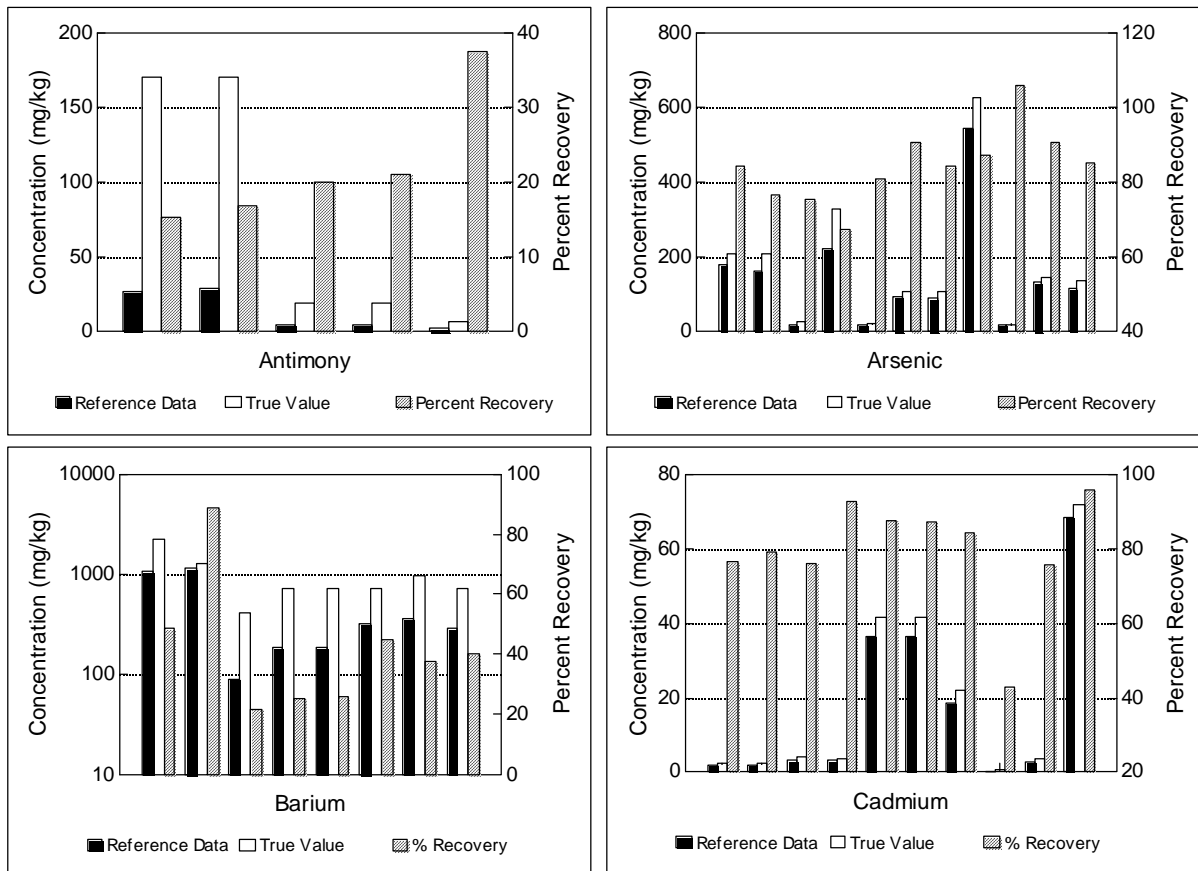 200
150
100
50
0
Concentration (mg/kg)
40
30
20
10
0
Percent Recovery
Antimony
Reference Data True Value Percent Recovery
800
600
400
200
0
Concentration (mg/kg)
120
100
80
60
40
Percent Recovery
Arsenic
Reference Data True Value Percent Recovery
10000
1000
100
10
Concentration (mg/kg)
100
80
60
40
20
0
Percent Recovery
Barium
Reference Data True Value % Recovery
80
60
40
20
0
Concentration (mg/kg)
100
80
60
40
20
Percent Recovery
Cadmium
Reference Data True Value % Recovery